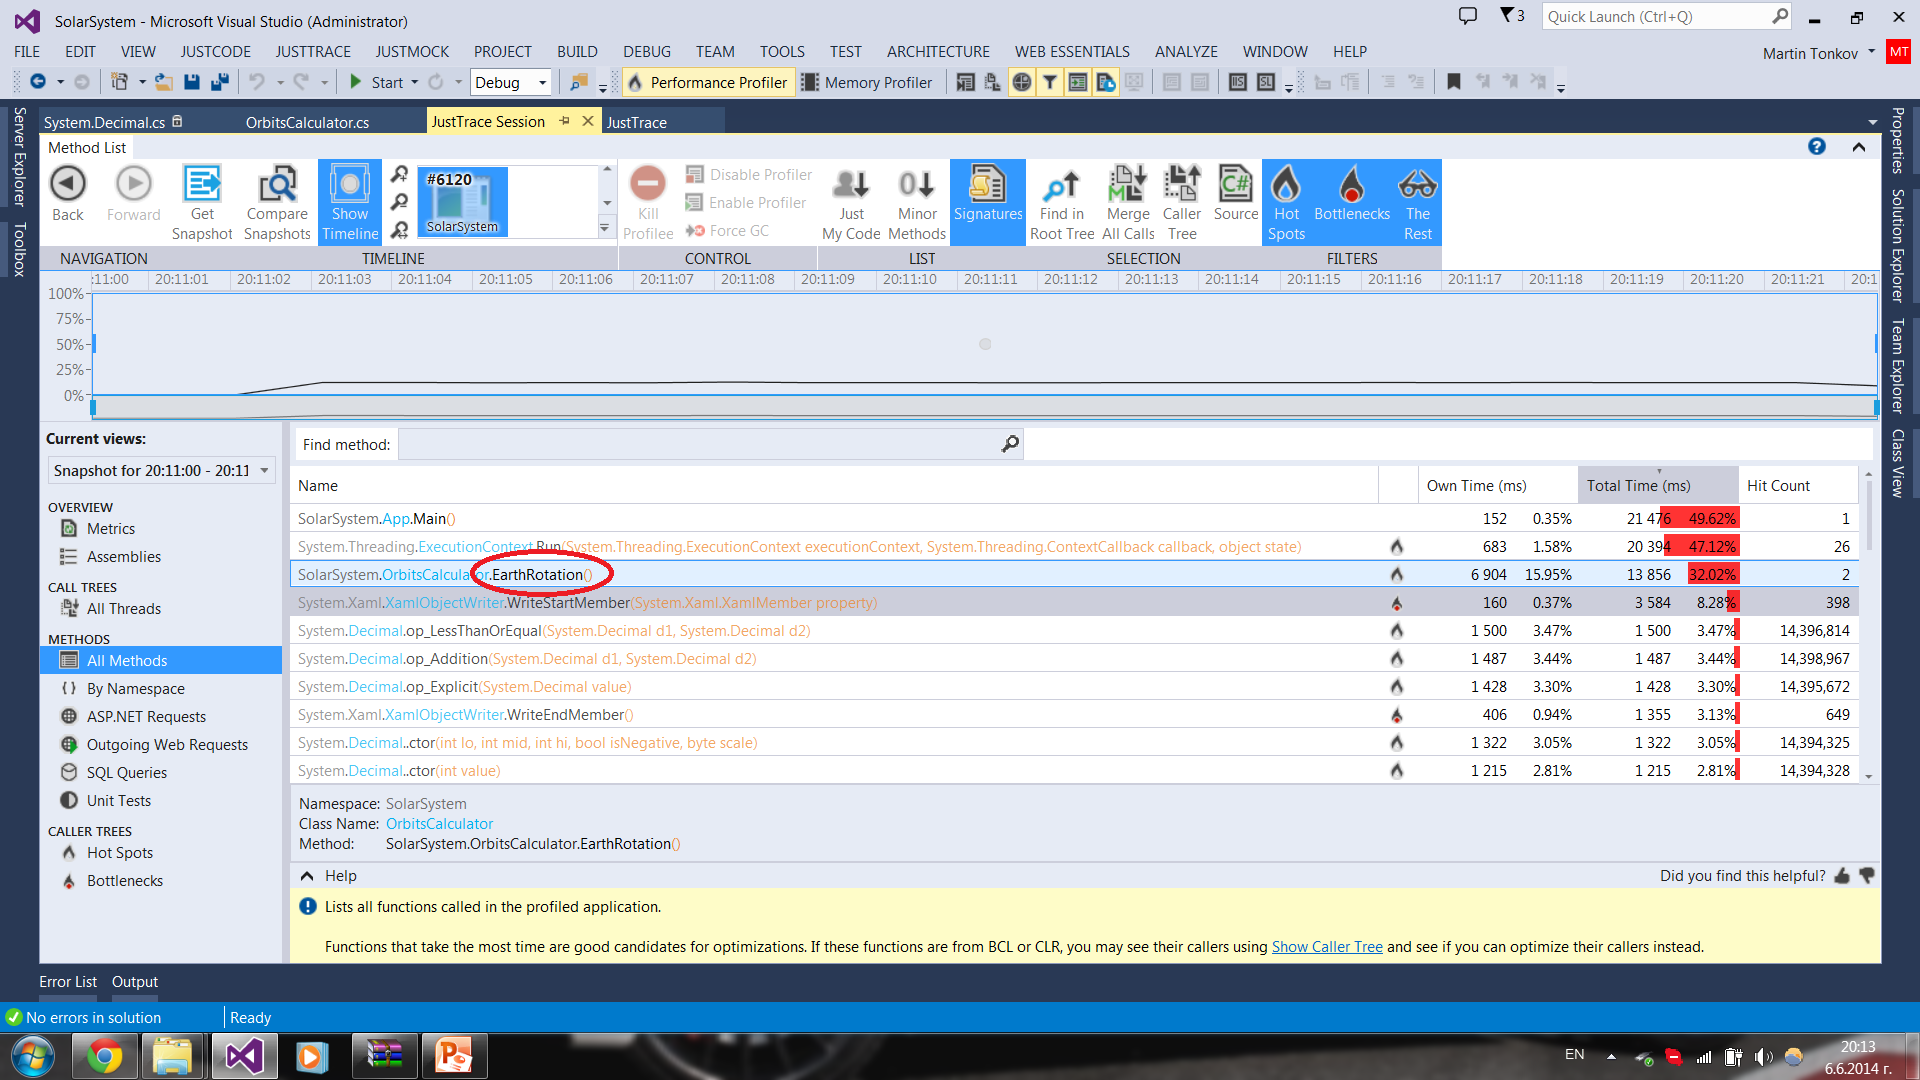 SolarSystem - Microsoft Visual Studio (Administrator)
3
Quick Launch (Ctrl+Q)
FILE EDIT VIEW JUSTCODE JUSTTRACE JUSTMOCK PROJECT BUILD DEBUG TEAM TOOLS TEST ARCHITECTURE WEB ESSENTIALS ANALYZE WINDOW HELP
Martin Tonkov MT
Start Debug Performance Profiler Memory Profiler
System.Decimal.cs OrbitsCalculator.cs JustTrace Session JustTrace
Server Explorer
Toolbox
Properties
Solution Explorer
Team Explorer
Class View
Method List
Back
Forward
Get Snapshot
Compare Snapshots
Show Timeline
#6120
SolarSystem
Kill Profilee
Disable Profiler
Enable Profiler
Force GC
Just My Code
Minor Methods
Signatures
Find in Root Tree
Merge All Calls
Caller Tree
Source
Hot Spots
Bottlenecks
The Rest
NAVIGATION TIMELINE CONTROL LIST SELECTION FILTERS
:11:00 20:11:01 20:11:02 20:11:03 20:11:04 20:11:05 20:11:06 20:11:07 20:11:08 20:11:09 20:11:10 20:11:11 20:11:12 20:11:13 20:11:14 20:11:15 20:11:16 20:11:17 20:11:18 20:11:19 20:11:20 20:11:21 20:1
100%
75%
50%
25%
0%
Current views:
Snapshot for 20:11:00 - 20:11
OVERVIEW
Metrics
Assemblies
CALL TREES
All Threads
METHODS
All Methods
By Namespace
ASP.NET Requests
Outgoing Web Requests
SQL Queries
Unit Tests
CALLER TREES
Hot Spots
Bottlenecks
Find method:
Name Own Time (ms) Total Time (ms) Hit Count
SolarSystem.App.Main() 152 0.35% 21 476 49.62% 1
System.Threading.ExecutionContext.Run(System.Threading.ExecutionContext executionContext, System.Threading.ContextCallback callback, object state) 683 1.58% 20 394 47.12% 26
SolarSystem.OrbitsCalculator.EarthRotation() 6 904 15.95% 13 856 32.02% 2
System.Xaml.XamlObjectWriter.WriteStartMember(System.Xaml.XamlMember property) 160 0.37% 3 584 8.28% 398
System.Decimal.op_LessThanOrEqual(System.Decimal d1, System.Decimal d2) 1 500 3.47% 1 500 3.47% 14,396,814
System.Decimal.op_Addition(System.Decimal d1, System.Decimal d2) 1 487 3.44% 1 487 3.44% 14,398,967
System.Decimal.op_Explicit(System.Decimal value) 1 428 3.30% 1 428 3.30% 14,395,672
System.Xaml.XamlObjectWriter.WriteEndMember() 406 0.94% 1 355 3.13% 649
System.Decimal..ctor(int lo, int mid, int hi, bool isNegative, byte scale) 1 322 3.05% 1 322 3.05% 14,394,325
System.Decimal..ctor(int value) 1 215 2.81% 1 215 2.81% 14,394,328
Namespace: SolarSystem
Class Name: OrbitsCalculator
Method: SolarSystem.OrbitsCalculator.EarthRotation()
Help Did you find this helpful?
Lists all functions called in the profiled application.
Functions that take the most time are good candidates for optimizations. If these functions are from BCL or CLR, you may see their callers using Show Caller Tree and see if you can optimize their callers instead.
Error List Output
No errors in solution Ready
EN
20:13
6.6.2014 г.